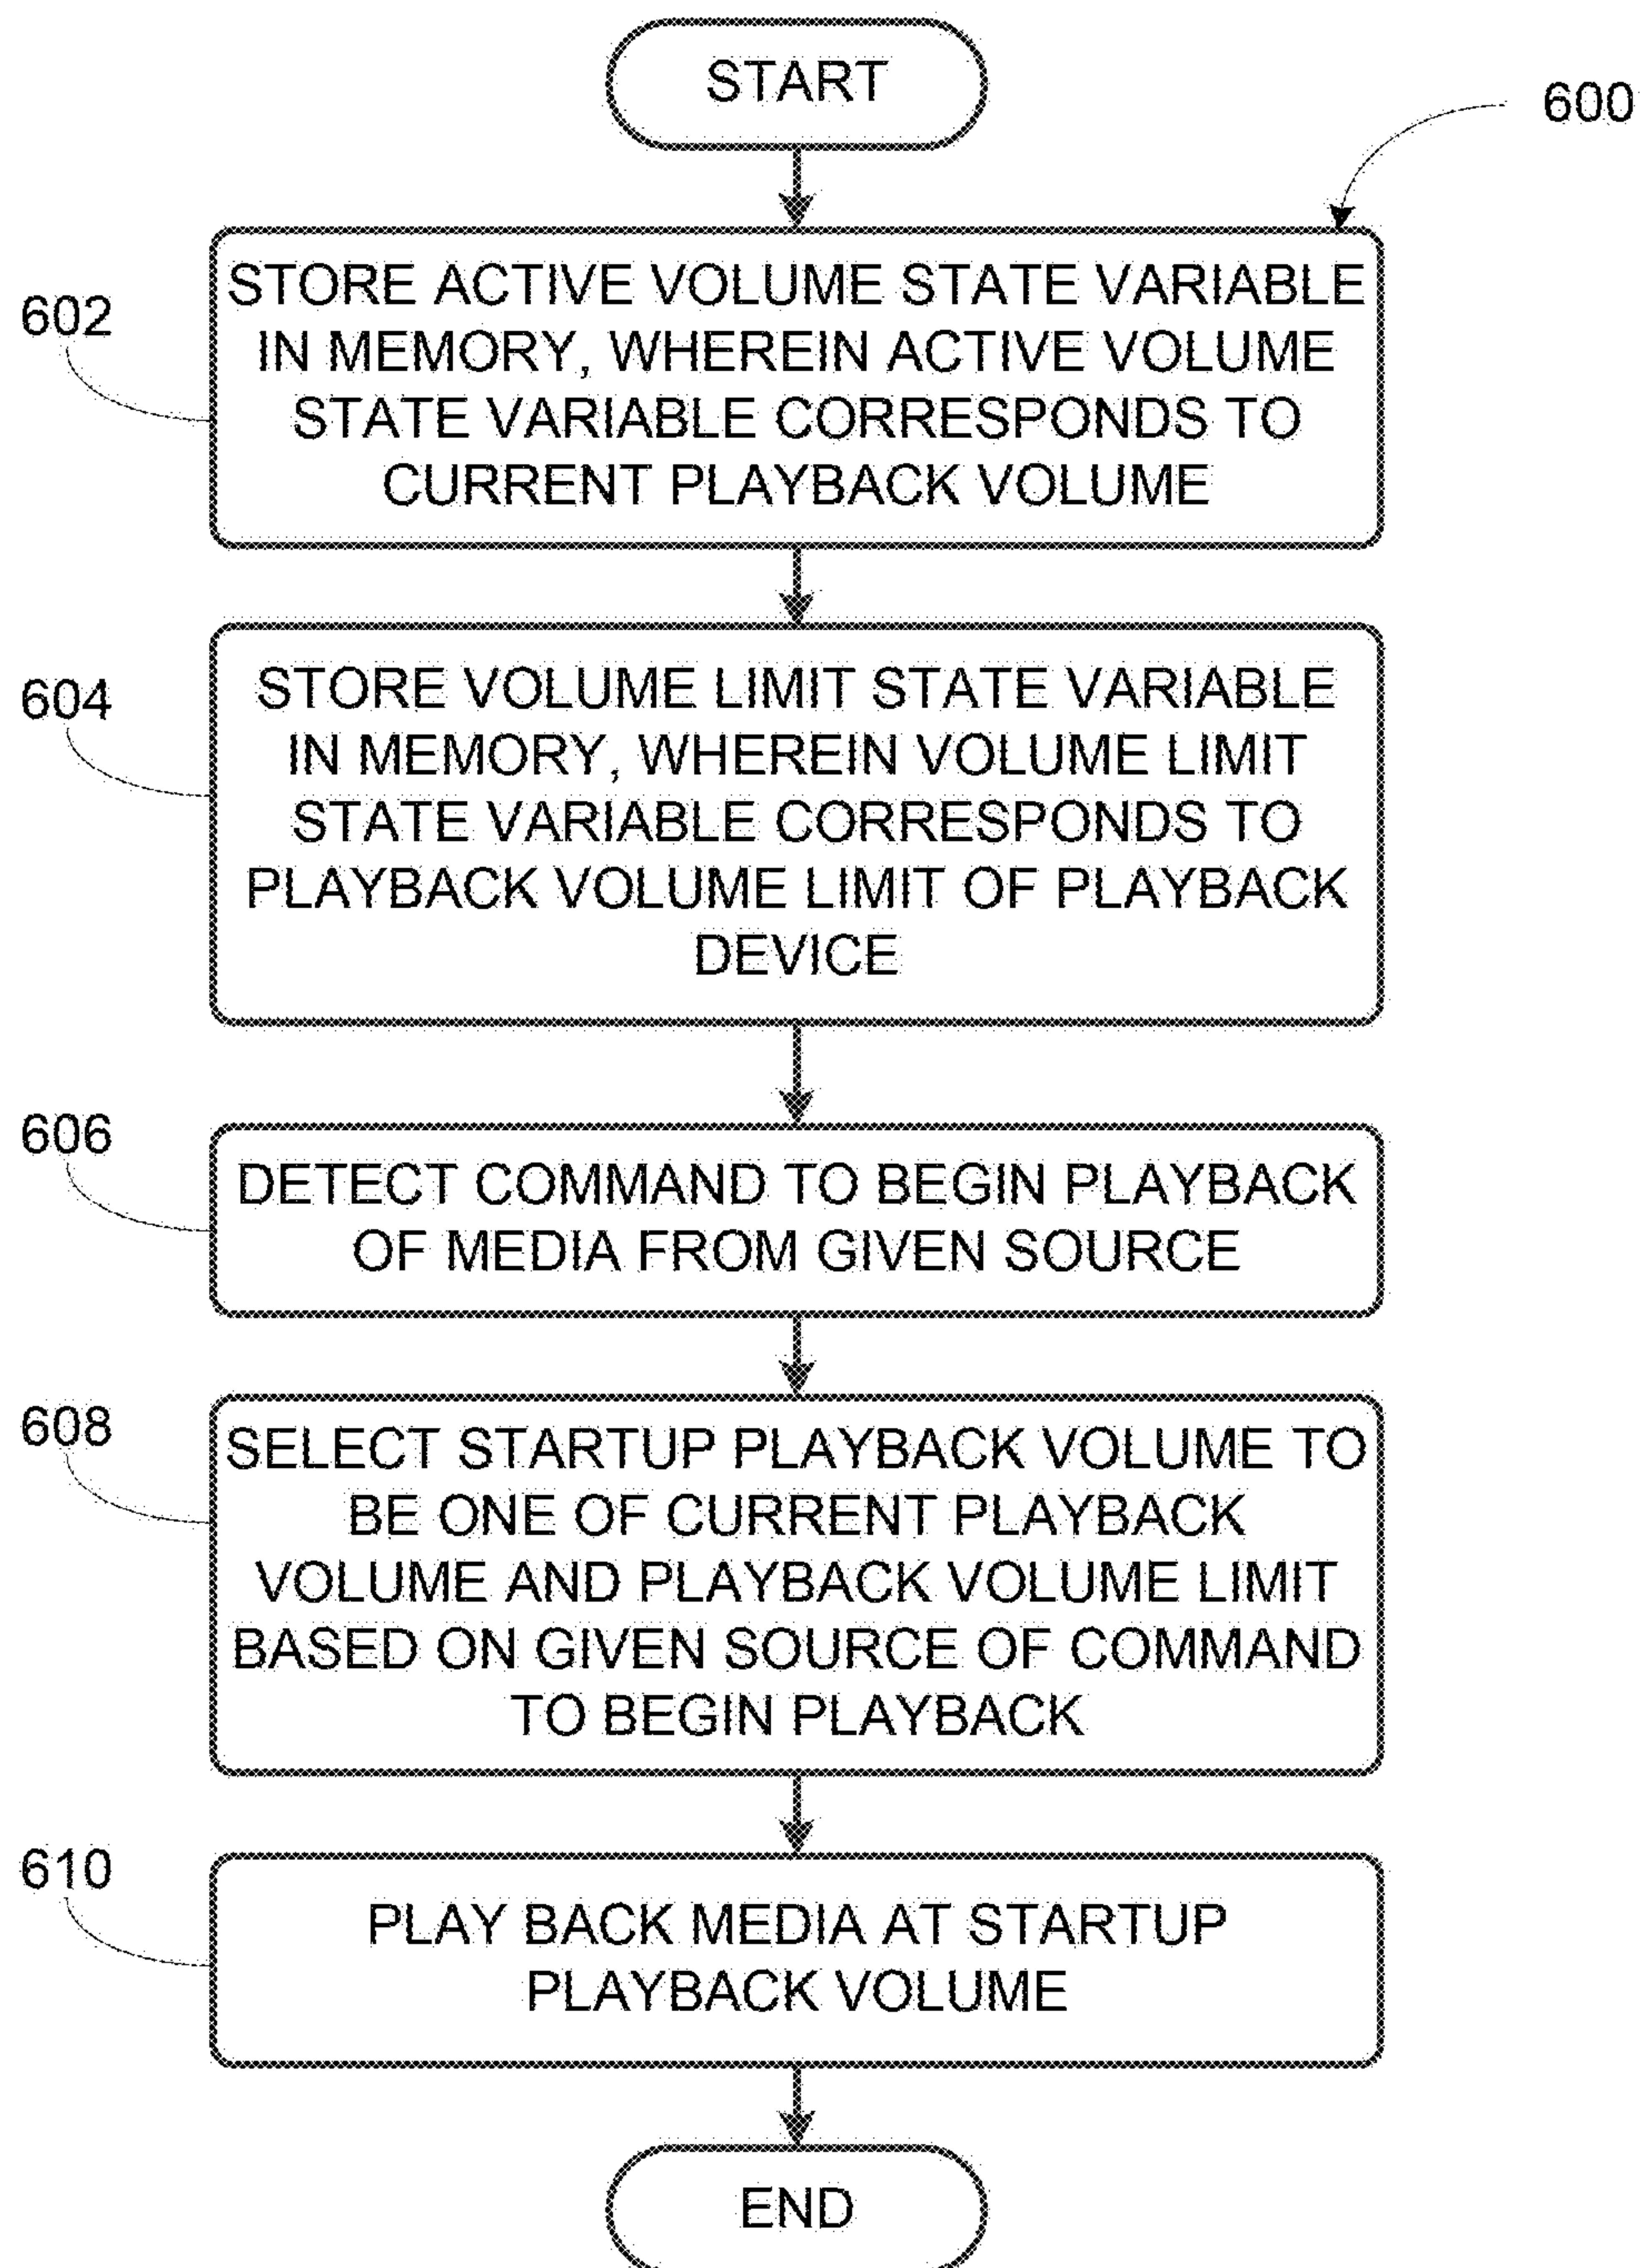 START
600
602
STORE ACTIVE VOLUME STATE VARIABLE
IN MEMORY, WHEREIN ACTIVE VOLUME
STATE VARIABLE CORRESPONDS TO
CURRENT PLAYBACK VOLUME
604
STORE VOLUME LIMIT STATE VARIABLE
IN MEMORY, WHEREIN VOLUME LIMIT
STATE VARIABLE CORRESPONDS TO
PLAYBACK VOLUME LIMIT OF PLAYBACK
DEVICE
606
DETECT COMMAND TO BEGIN PLAYBACK
OF MEDIA FROM GIVEN SOURCE
608
SELECT STARTUP PLAYBACK VOLUME TO
BE ONE OF CURRENT PLAYBACK
VOLUME AND PLAYBACK VOLUME LIMIT
BASED ON GIVEN SOURCE OF COMMAND
TO BEGIN PLAYBACK
610
PLAY BACK MEDIA AT STARTUP
PLAYBACK VOLUME
END